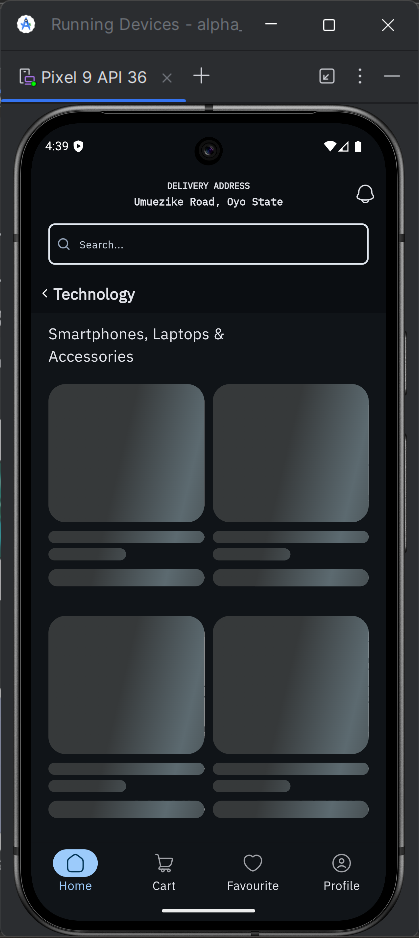 Running Devices - alpha_
Pixel 9 API 36
4:39
DELIVERY ADDRESS
Umuezike Road, Oyo State
Search...
Technology
Smartphones, Laptops &
Accessories
Home
Cart
Favourite
Profile